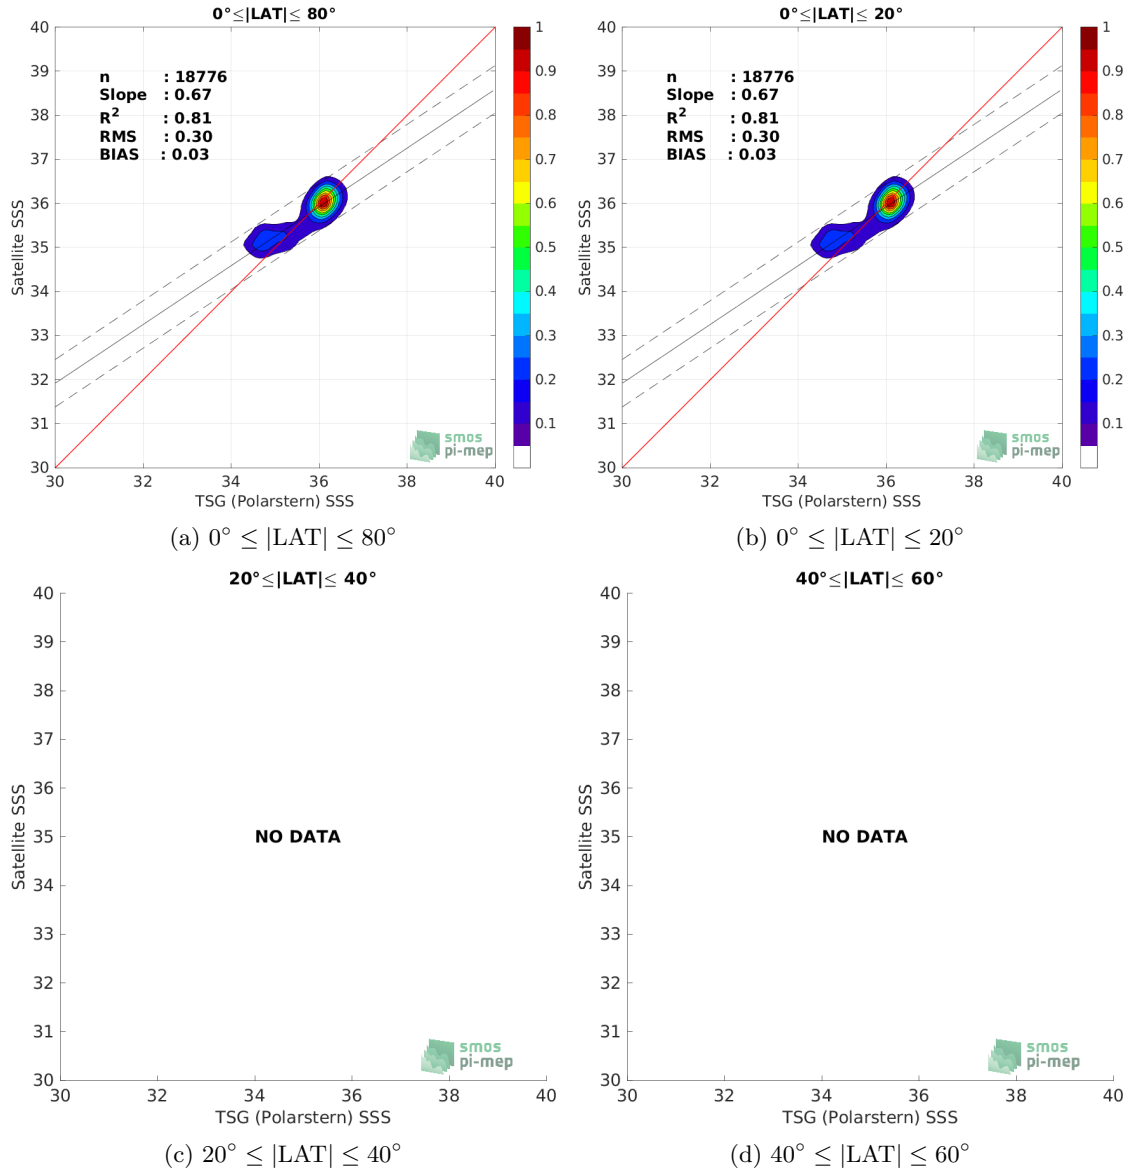 0°≤|LAT|≤ 80°
40
39
38
37
36
35
34
33
32
31
30
n : 18776
Slope : 0.67
R² : 0.81
RMS : 0.30
BIAS : 0.03
Satellite SSS
30 32 34 36 38 40
TSG (Polarstern) SSS
smos
pi-mep
1
0.9
0.8
0.7
0.6
0.5
0.4
0.3
0.2
0.1
(a) 0° ≤ |LAT| ≤ 80°
0°≤|LAT|≤ 20°
40
39
38
37
36
35
34
33
32
31
30
n : 18776
Slope : 0.67
R² : 0.81
RMS : 0.30
BIAS : 0.03
Satellite SSS
30 32 34 36 38 40
TSG (Polarstern) SSS
smos
pi-mep
1
0.9
0.8
0.7
0.6
0.5
0.4
0.3
0.2
0.1
(b) 0° ≤ |LAT| ≤ 20°
20°≤|LAT|≤ 40°
40
39
38
37
36
35
34
33
32
31
30
Satellite SSS
NO DATA
smos
pi-mep
30 32 34 36 38 40
TSG (Polarstern) SSS
(c) 20° ≤ |LAT| ≤ 40°
40°≤|LAT|≤ 60°
40
39
38
37
36
35
34
33
32
31
30
Satellite SSS
NO DATA
smos
pi-mep
30 32 34 36 38 40
TSG (Polarstern) SSS
(d) 40° ≤ |LAT| ≤ 60°